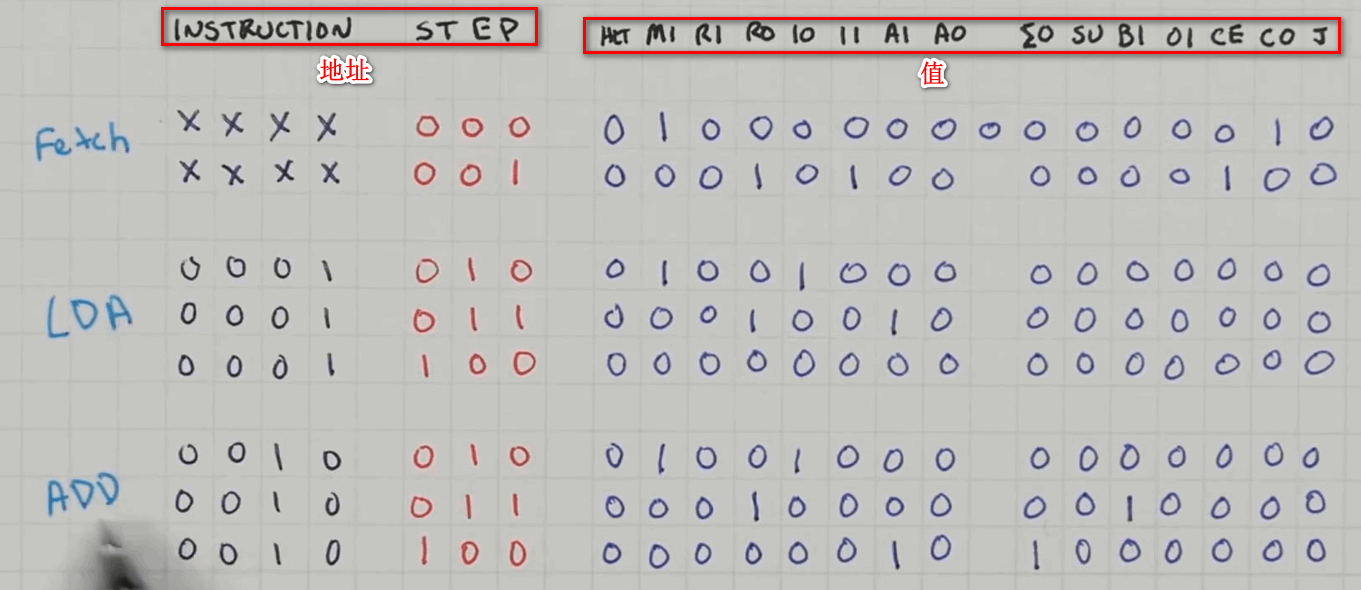 INSTRUCTION STEP HLT MI RI RO IO II AI AO ΣO SU BI OI CE CO J
地址 值
Fetch X X X X 0 0 0 0 1 0 0 0 0 0 0 0 0 0 0 0 0 1 0
X X X X 0 0 1 0 0 0 1 0 1 0 0 0 0 0 0 1 0 0
LDA 0 0 0 1 0 1 0 0 1 0 0 1 0 0 0 0 0 0 0 0 0 0
0 0 0 1 0 1 1 0 0 0 1 0 0 1 0 0 0 0 0 0 0 0
0 0 0 1 1 0 0 0 0 0 0 0 0 0 0 0 0 0 0 0 0 0
ADD 0 0 1 0 0 1 0 0 1 0 0 1 0 0 0 0 0 0 0 0 0 0
0 0 1 0 0 1 1 0 0 0 1 0 0 0 0 0 0 1 0 0 0 0
0 0 1 0 1 0 0 0 0 0 0 0 0 1 0 1 0 0 0 0 0 0